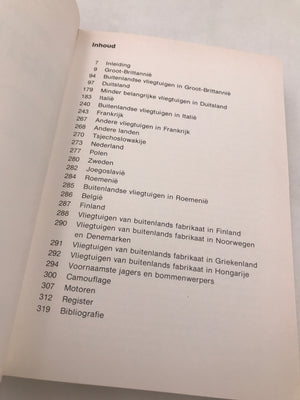 Inhoud
7 Inleiding
9 Groot-Brittannië
94 Buitenlandse vliegtuigen in Groot-Brittannië
97 Duitsland
179 Minder belangrijke vliegtuigen in Duitsland
183 Italië
240 Buitenlandse vliegtuigen in Italië
243 Frankrijk
267 Andere vliegtuigen in Frankrijk
268 Andere landen
270 Tsjechoslowakije
273 Nederland
277 Polen
280 Zweden
282 Joegoslavië
284 Roemenië
285 Buitenlandse vliegtuigen in Roemenië
286 België
287 Finland
288 Vliegtuigen van buitenlands fabrikaat in Finland
290 Vliegtuigen van buitenlands fabrikaat in Noorwegen
en Denemarken
291 Vliegtuigen van buitenlands fabrikaat in Griekenland
292 Vliegtuigen van buitenlands fabrikaat in Hongarije
294 Voornaamste jagers en bommenwerpers
300 Camouflage
307 Motoren
312 Register
319 Bibliografie